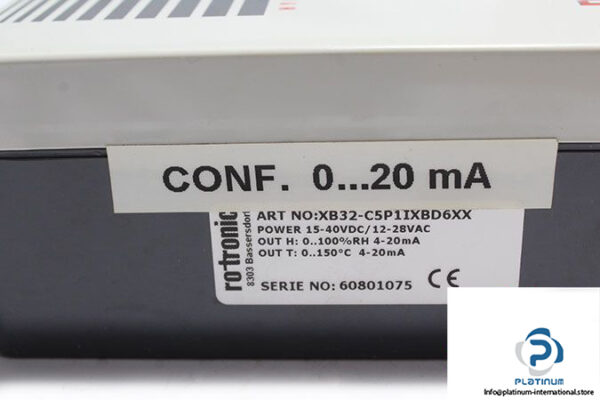 CONF. 0...20 mA
rotronic
8303 Bassersdorf
ART NO:XB32-C5P1IXBD6XX
POWER 15-40VDC/12-28VAC
OUT H: 0..100%RH 4-20mA
OUT T: 0..150°C 4-20mA
SERIE NO: 60801075 CE
PLATINUM
Info@platinum-international.store